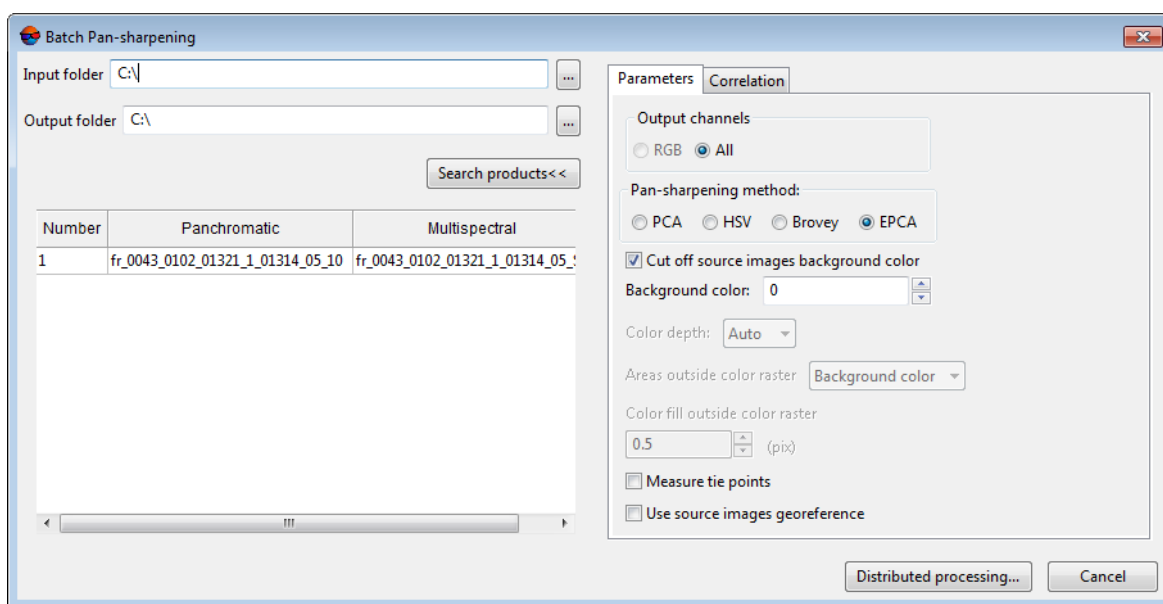 Batch Pan-sharpening
Input folder C:\
...
Output folder C:\
...
Search products<<
Number Panchromatic Multispectral
1 fr_0043_0102_01321_1_01314_05_10 fr_0043_0102_01321_1_01314_05_
Parameters Correlation
Output channels
RGB All
Pan-sharpening method:
PCA HSV Brovey EPCA
Cut off source images background color
Background color: 0
Color depth: Auto
Areas outside color raster Background color
Color fill outside color raster
0.5 (pix)
Measure tie points
Use source images georeference
Distributed processing... Cancel